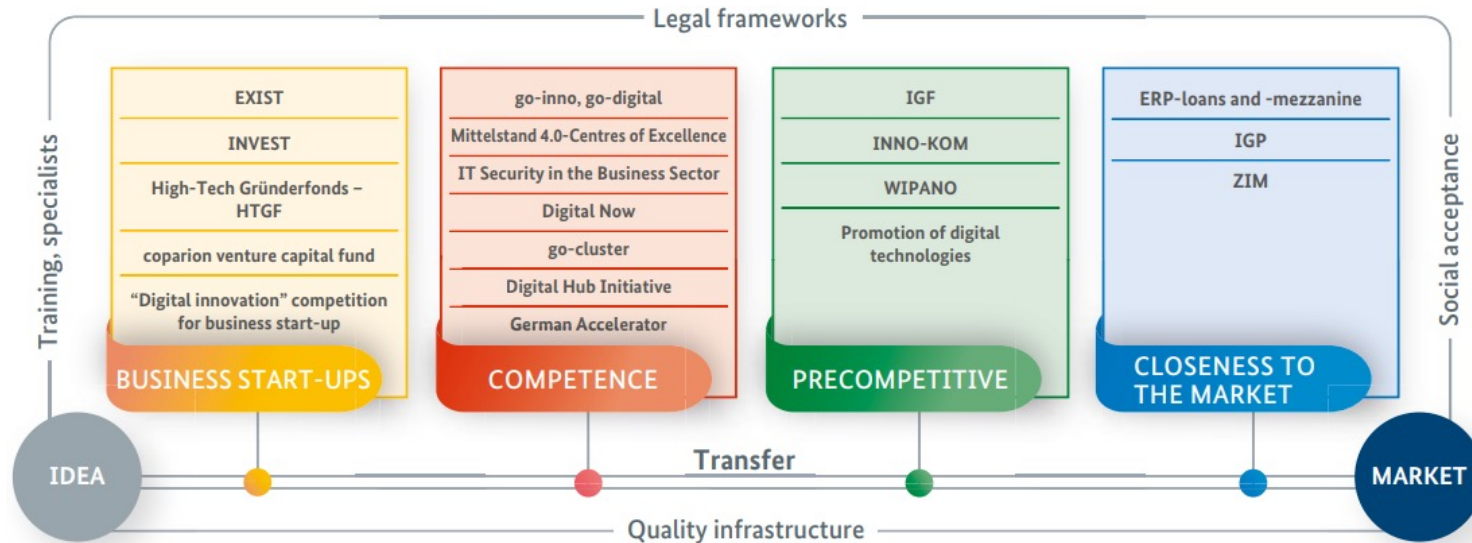 Legal frameworks
Training, specialists
EXIST
INVEST
High-Tech Gründerfonds –
HTGF
coparion venture capital fund
“Digital innovation” competition
for business start-up
BUSINESS START-UPS
go-inno, go-digital
Mittelstand 4.0-Centres of Excellence
IT Security in the Business Sector
Digital Now
go-cluster
Digital Hub Initiative
German Accelerator
COMPETENCE
IGF
INNO-KOM
WIPANO
Promotion of digital
technologies
PRECOMPETITIVE
ERP-loans and -mezzanine
IGP
ZIM
CLOSENESS TO
THE MARKET
Social acceptance
IDEA
Transfer
MARKET
Quality infrastructure